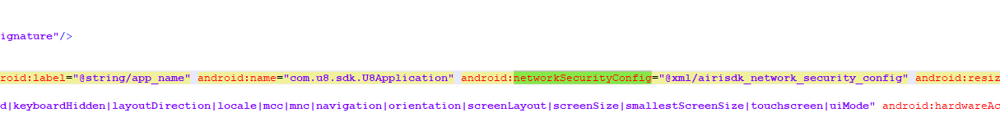 ignature"/>
roid:label="@string/app_name" android:name="com.u8.sdk.U8Application" android:networkSecurityConfig="@xml/airisdk_network_security_config" android:resiz
d|keyboardHidden|layoutDirection|locale|mcc|mnc|navigation|orientation|screenLayout|screenSize|smallestScreenSize|touchscreen|uiMode" android:hardwareAc